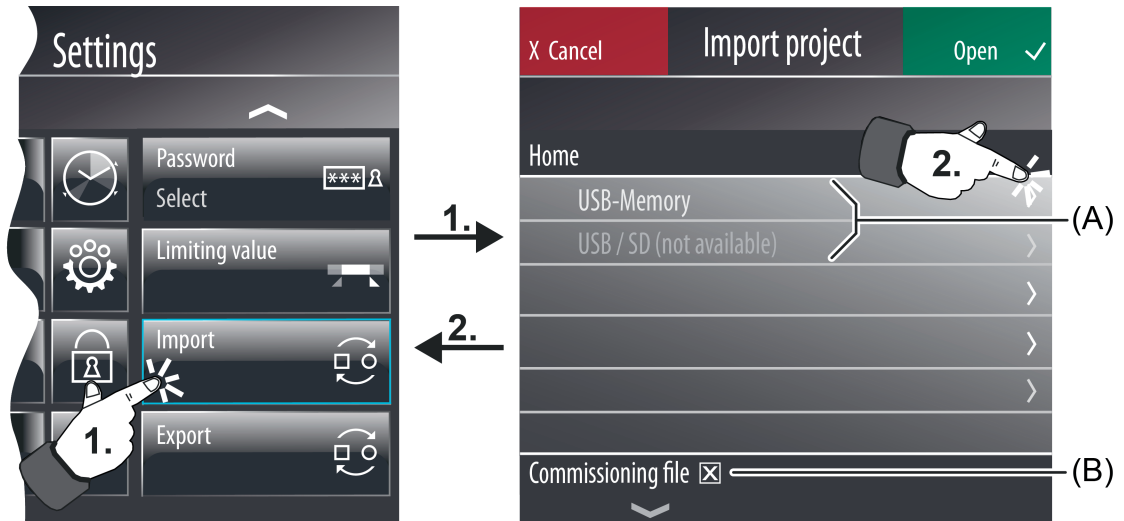 Settings
Password
***
Select
Limiting value
Import
Export
1.
1.
2.
X Cancel
Import project
Open
Home
2.
USB-Memory
USB / SD (not available)
(A)
Commissioning file
(B)